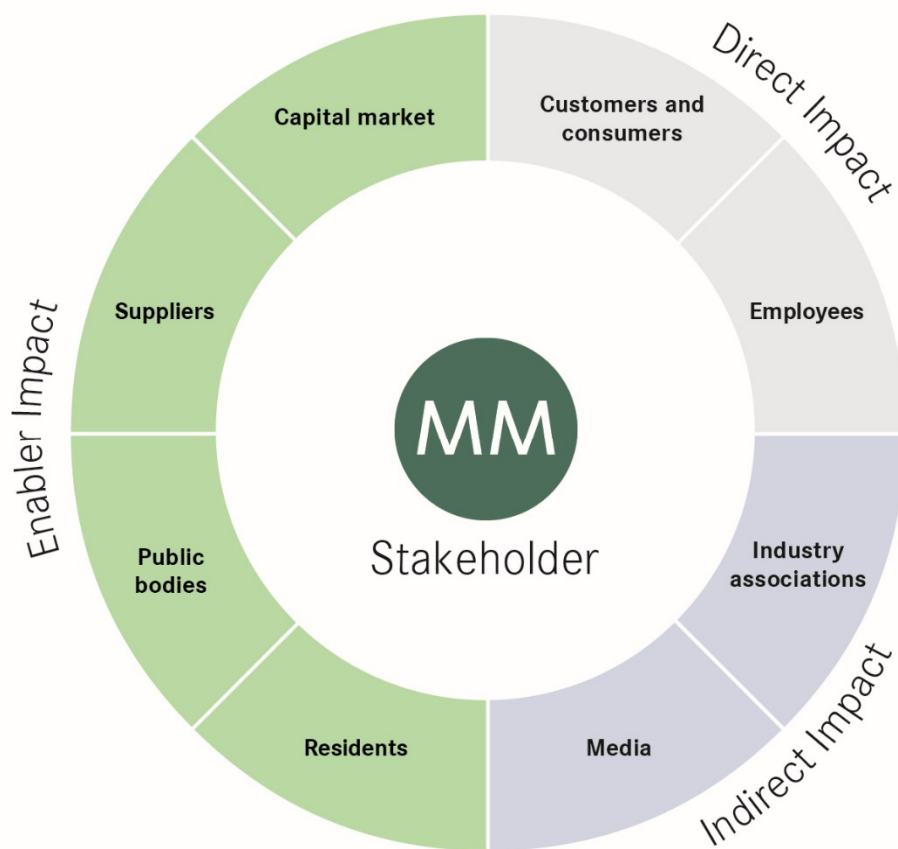 Direct Impact
Customers and
consumers
Employees
Industry
associations
Indirect Impact
Media
Residents
Public
bodies
Enabler Impact
Suppliers
Capital market
MM
Stakeholder